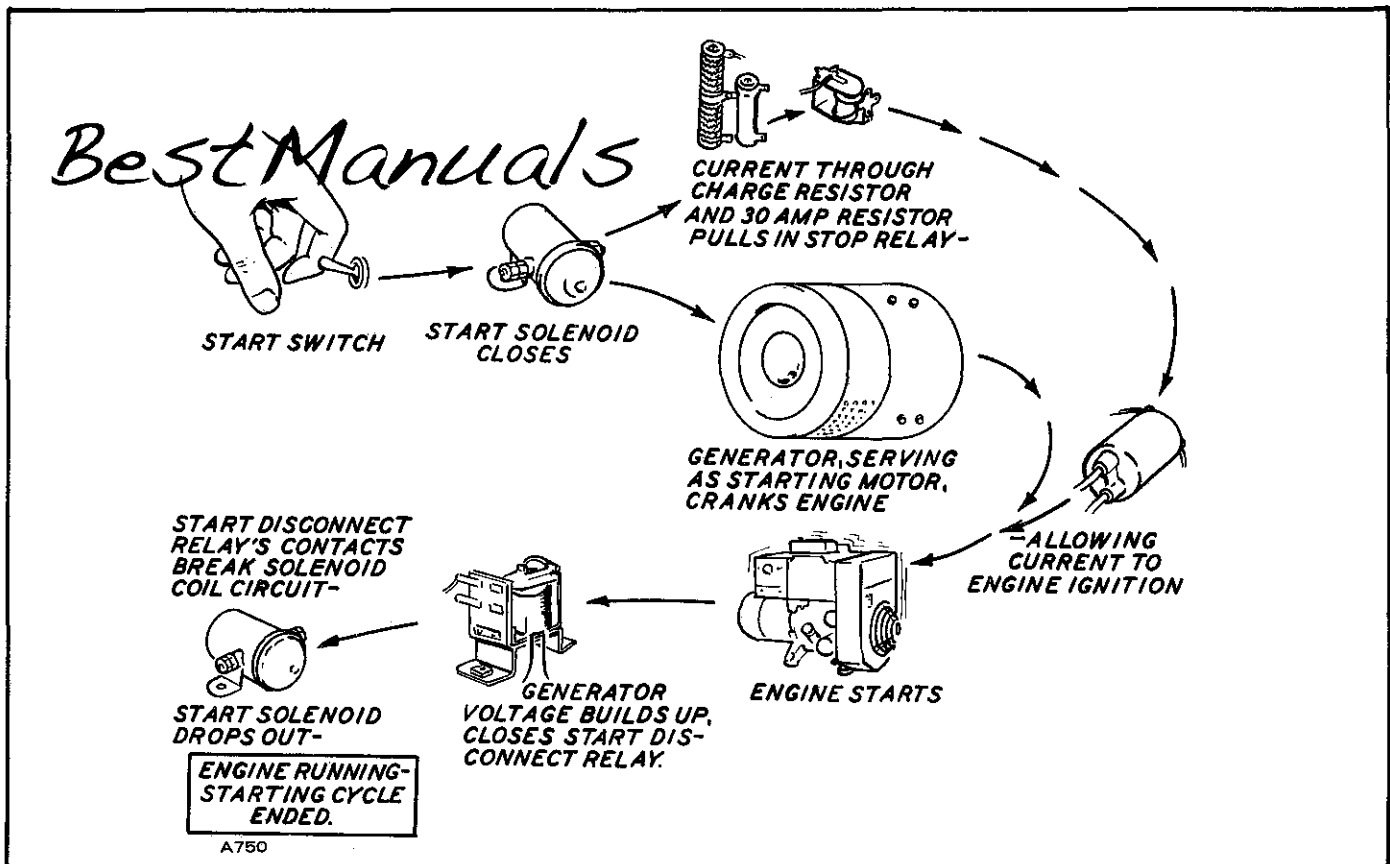 BestManuals
CURRENT THROUGH
CHARGE RESISTOR
AND 30 AMP RESISTOR
PULLS IN STOP RELAY-
START SWITCH
START SOLENOID
CLOSES
GENERATOR, SERVING
AS STARTING MOTOR,
CRANKS ENGINE
-ALLOWING
CURRENT TO
ENGINE IGNITION
ENGINE STARTS
GENERATOR
VOLTAGE BUILDS UP,
CLOSES START DIS-
CONNECT RELAY.
START DISCONNECT
RELAY'S CONTACTS
BREAK SOLENOID
COIL CIRCUIT-
START SOLENOID
DROPS OUT-
ENGINE RUNNING-
STARTING CYCLE
ENDED.
A750